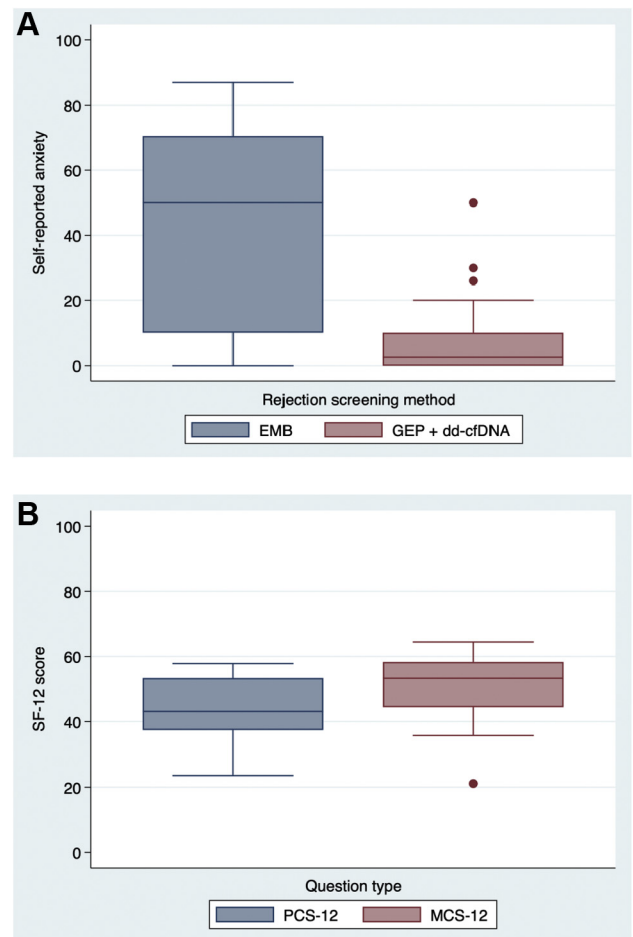 A
100
80
60
40
20
0
Self-reported anxiety
Rejection screening method
EMB
GEP + dd-cfDNA
B
100
80
60
40
20
0
SF-12 score
Question type
PCS-12
MCS-12